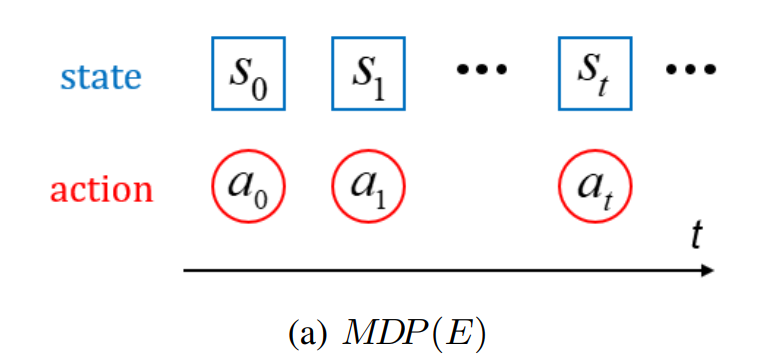 state s₀ s₁ ••• sₜ •••
action a₀ a₁ aₜ
t
(a) MDP(E)